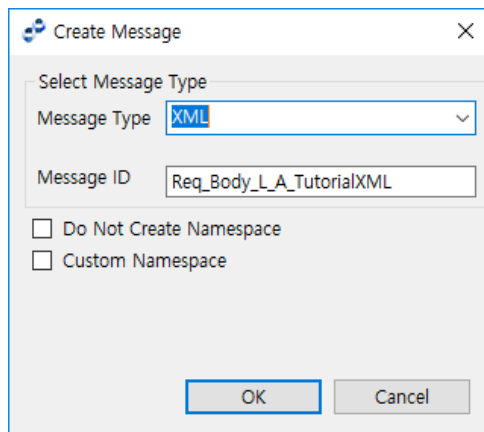 Create Message
Select Message Type
Message Type XML
Message ID Req_Body_L_A_TutorialXML
Do Not Create Namespace
Custom Namespace
OK Cancel